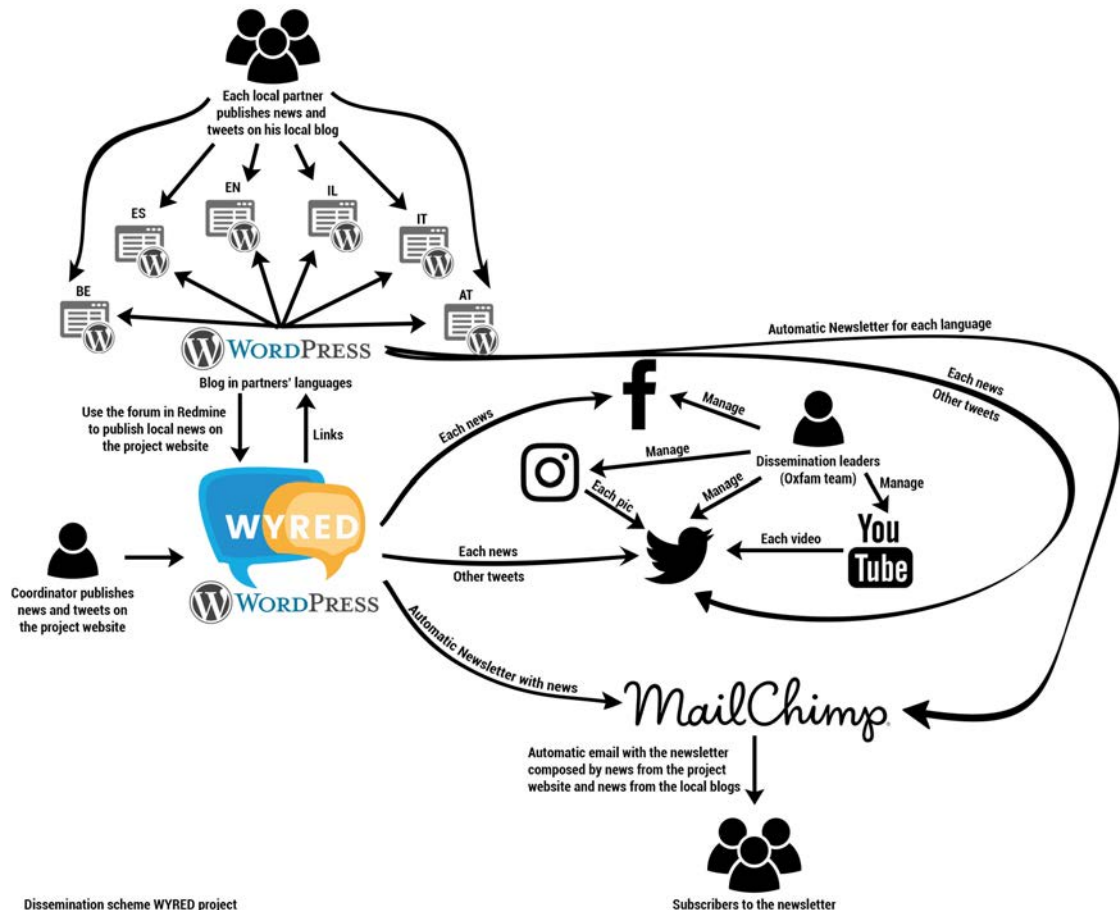 Each local partner
publishes news and
tweets on his local blog
EN
IL
ES
IT
BE
AT
WORDPRESS
Blog in partners' languages
Automatic Newsletter for each language
Each news
Other tweets
Use the forum in Redmine
to publish local news on
the project website
Links
Each news
Manage
Manage
Dissemination leaders
(Oxfam team)
Manage
Manage
Each pic
WYRED
WORDPRESS
Each news
Other tweets
Each video
You
Tube
Coordinator publishes
news and tweets on
the project website
Automatic Newsletter with news
MailChimp
Automatic email with the newsletter
composed by news from the project
website and news from the local blogs
Dissemination scheme WYRED project
Subscribers to the newsletter